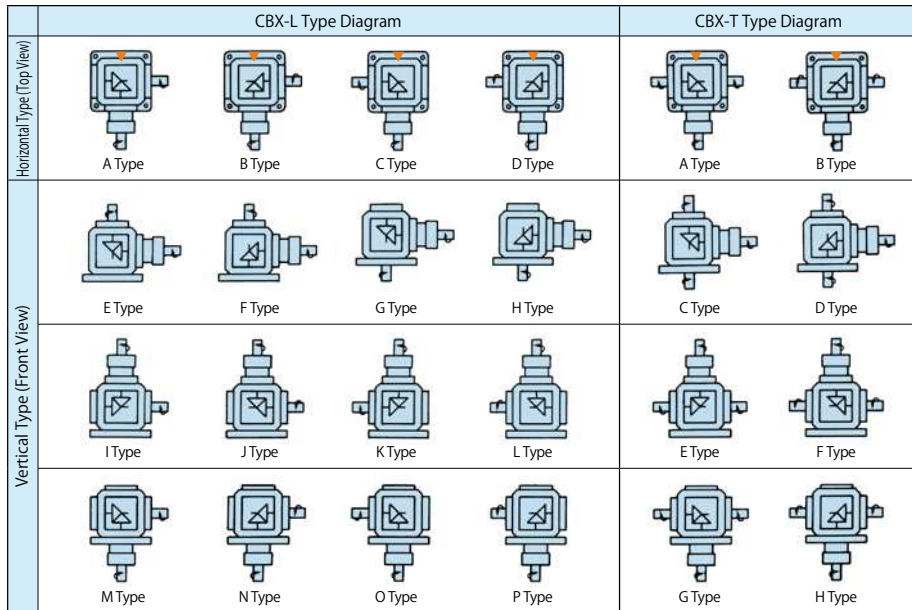 CBX-L Type Diagram
CBX-T Type Diagram
Horizontal Type (Top View)
A Type
B Type
C Type
D Type
A Type
B Type
Vertical Type (Front View)
E Type
F Type
G Type
H Type
C Type
D Type
I Type
J Type
K Type
L Type
E Type
F Type
M Type
N Type
O Type
P Type
G Type
H Type